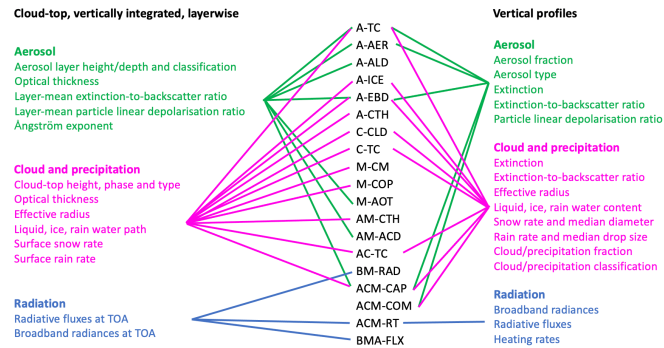 Cloud-top, vertically integrated, layerwise
Aerosol
Aerosol layer height/depth and classification
Optical thickness
Layer-mean extinction-to-backscatter ratio
Layer-mean particle linear depolarisation ratio
Ångström exponent
Cloud and precipitation
Cloud-top height, phase and type
Optical thickness
Effective radius
Liquid, ice, rain water path
Surface snow rate
Surface rain rate
Radiation
Radiative fluxes at TOA
Broadband radiances at TOA
A-TC
A-AER
A-ALD
A-ICE
A-EBD
A-CTH
C-CLD
C-TC
M-CM
M-COP
M-AOT
AM-CTH
AM-ACD
AC-TC
BM-RAD
ACM-CAP
ACM-COM
ACM-RT
BMA-FLX
Vertical profiles
Aerosol
Aerosol fraction
Aerosol type
Extinction
Extinction-to-backscatter ratio
Particle linear depolarisation ratio
Cloud and precipitation
Extinction
Extinction-to-backscatter ratio
Effective radius
Liquid, ice, rain water content
Snow rate and median diameter
Rain rate and median drop size
Cloud/precipitation fraction
Cloud/precipitation classification
Radiation
Broadband radiances
Radiative fluxes
Heating rates